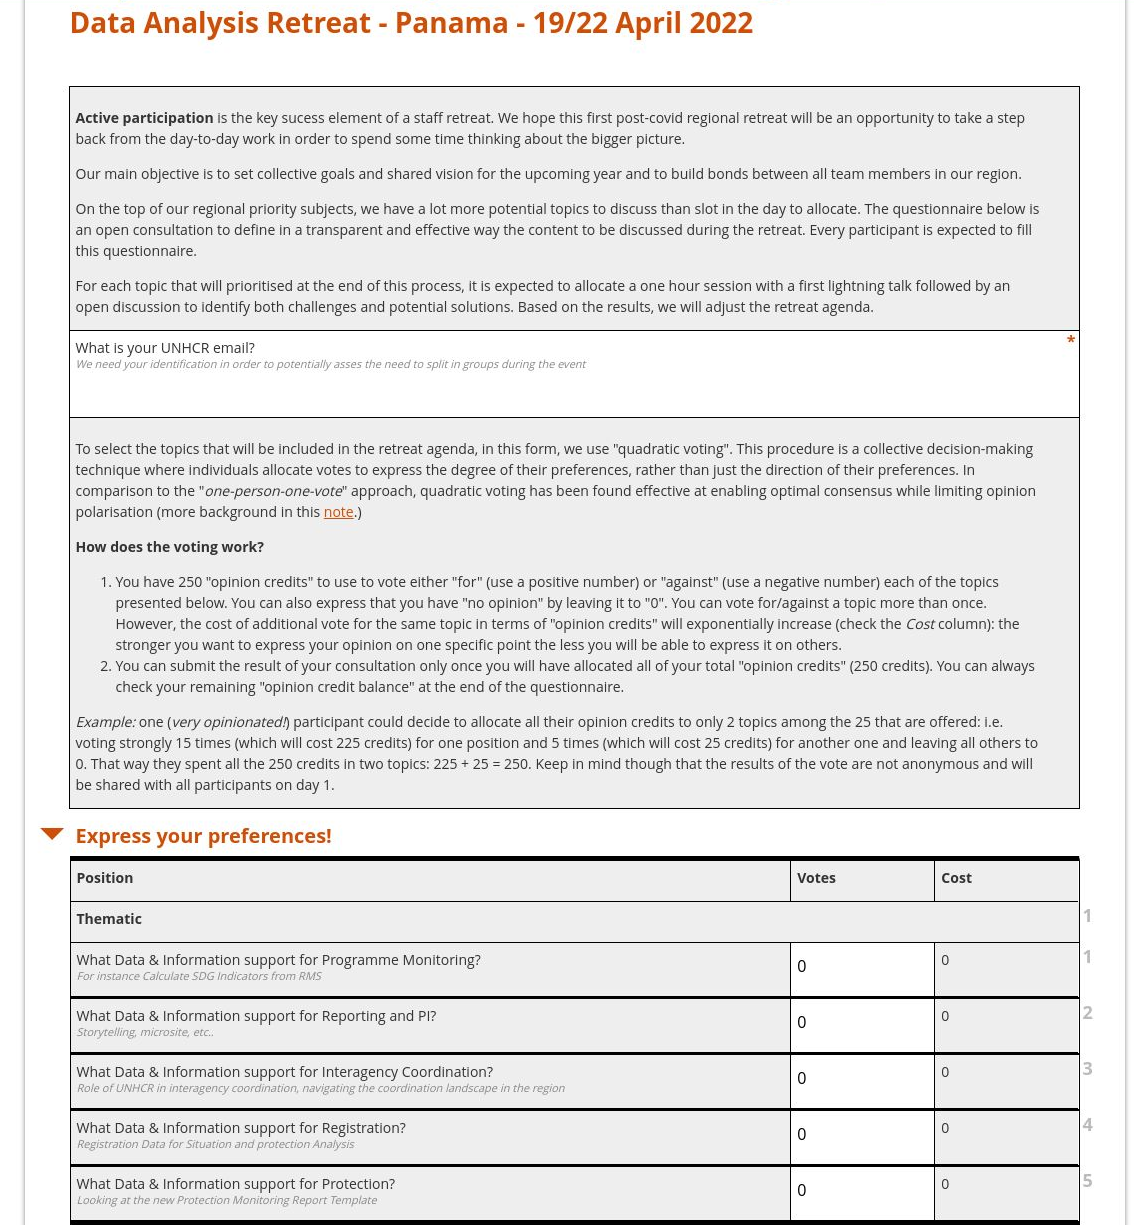 Data Analysis Retreat - Panama - 19/22 April 2022
Active participation is the key sucess element of a staff retreat. We hope this first post-covid regional retreat will be an opportunity to take a step
back from the day-to-day work in order to spend some time thinking about the bigger picture.
Our main objective is to set collective goals and shared vision for the upcoming year and to build bonds between all team members in our region.
On the top of our regional priority subjects, we have a lot more potential topics to discuss than slot in the day to allocate. The questionnaire below is
an open consultation to define in a transparent and effective way the content to be discussed during the retreat. Every participant is expected to fill
this questionnaire.
For each topic that will prioritised at the end of this process, it is expected to allocate a one hour session with a first lightning talk followed by an
open discussion to identify both challenges and potential solutions. Based on the results, we will adjust the retreat agenda.
What is your UNHCR email? *
We need your identification in order to potentially asses the need to split in groups during the event
To select the topics that will be included in the retreat agenda, in this form, we use "quadratic voting". This procedure is a collective decision-making
technique where individuals allocate votes to express the degree of their preferences, rather than just the direction of their preferences. In
comparison to the "one-person-one-vote" approach, quadratic voting has been found effective at enabling optimal consensus while limiting opinion
polarisation (more background in this note.)
How does the voting work?
1. You have 250 "opinion credits" to use to vote either "for" (use a positive number) or "against" (use a negative number) each of the topics
presented below. You can also express that you have "no opinion" by leaving it to "0". You can vote for/against a topic more than once.
However, the cost of additional vote for the same topic in terms of "opinion credits" will exponentially increase (check the Cost column): the
stronger you want to express your opinion on one specific point the less you will be able to express it on others.
2. You can submit the result of your consultation only once you will have allocated all of your total "opinion credits" (250 credits). You can always
check your remaining "opinion credit balance" at the end of the questionnaire.
Example: one (very opinionated!) participant could decide to allocate all their opinion credits to only 2 topics among the 25 that are offered: i.e.
voting strongly 15 times (which will cost 225 credits) for one position and 5 times (which will cost 25 credits) for another one and leaving all others to
0. That way they spent all the 250 credits in two topics: 225 + 25 = 250. Keep in mind though that the results of the vote are not anonymous and will
be shared with all participants on day 1.
Express your preferences!
Position Votes Cost
Thematic 1
What Data & Information support for Programme Monitoring? 0 0 1
For instance Calculate SDG Indicators from RMS
What Data & Information support for Reporting and PI? 0 0 2
Storytelling, microsite, etc..
What Data & Information support for Interagency Coordination? 0 0 3
Role of UNHCR in interagency coordination, navigating the coordination landscape in the region
What Data & Information support for Registration? 0 0 4
Registration Data for Situation and protection Analysis
What Data & Information support for Protection? 0 0 5
Looking at the new Protection Monitoring Report Template